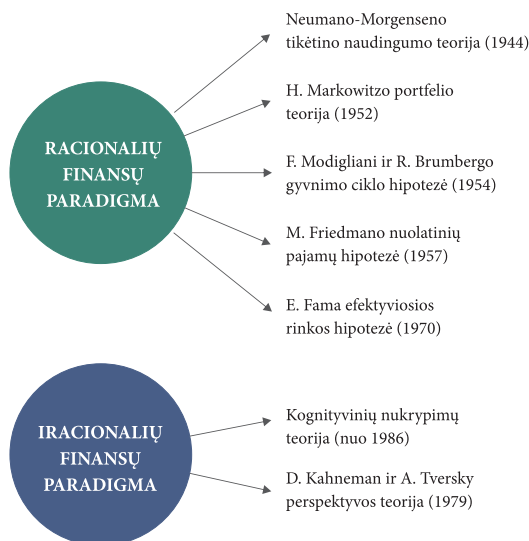 RACIONALIŲ
FINANSŲ
PARADIGMA
Neumano-Morgenseno
tikėtino naudingumo teorija (1944)
H. Markowitzo portfelio
teorija (1952)
F. Modigliani ir R. Brumbergo
gyvnimo ciklo hipotezė (1954)
M. Friedmano nuolatinių
pajamų hipotezė (1957)
E. Fama efektyviosios
rinkos hipotezė (1970)
IRACIONALIŲ
FINANSŲ
PARADIGMA
Kognityvinių nukrypimų
teorija (nuo 1986)
D. Kahneman ir A. Tversky
perspektyvos teorija (1979)